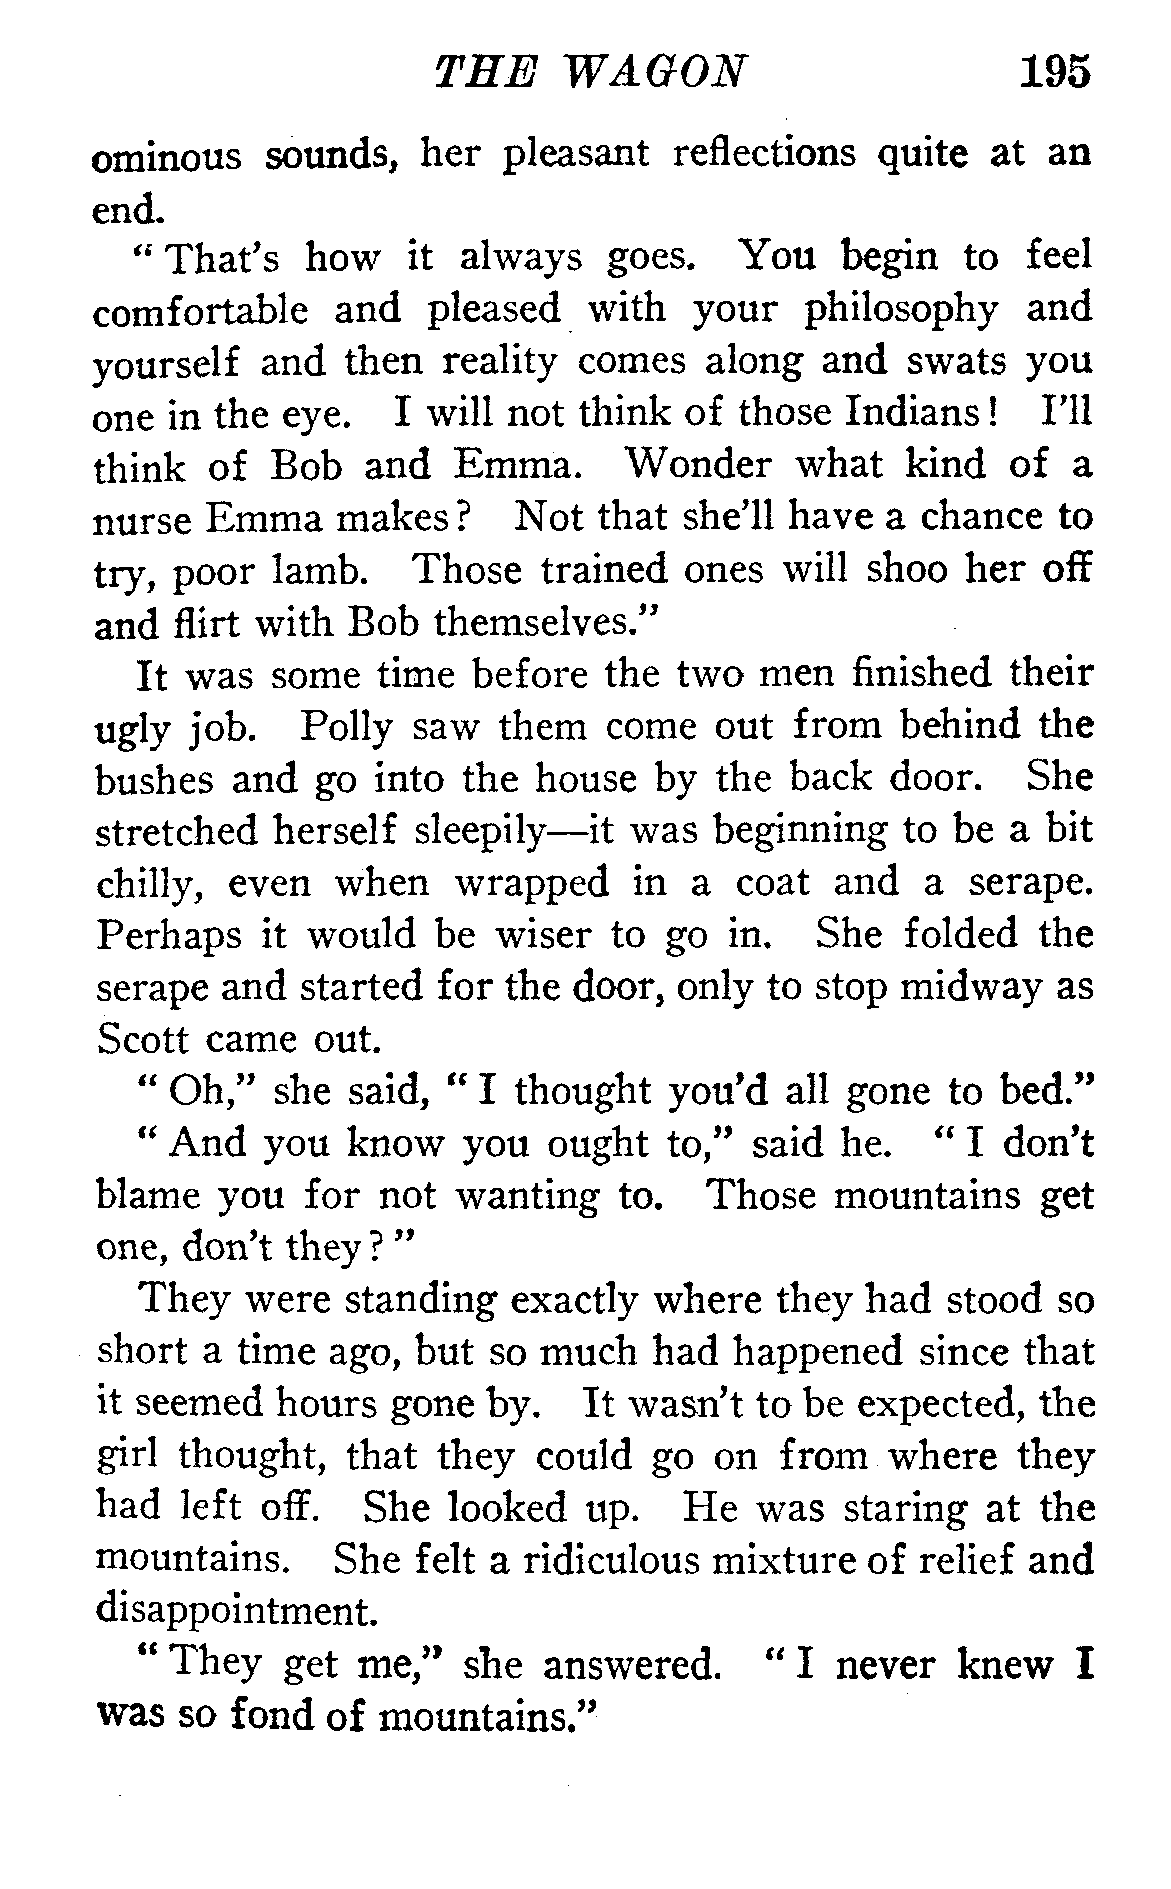 THE WAGON 195
ominous sounds, her pleasant reflections quite at an
end.
" That's how it always goes. You begin to feel
comfortable and pleased with your philosophy and
yourself and then reality comes along and swats you
one in the eye. I will not think of those Indians! I'll
think of Bob and Emma. Wonder what kind of a
nurse Emma makes? Not that she'll have a chance to
try, poor lamb. Those trained ones will shoo her off
and flirt with Bob themselves."
It was some time before the two men finished their
ugly job. Polly saw them come out from behind the
bushes and go into the house by the back door. She
stretched herself sleepily—it was beginning to be a bit
chilly, even when wrapped in a coat and a serape.
Perhaps it would be wiser to go in. She folded the
serape and started for the door, only to stop midway as
Scott came out.
" Oh," she said, " I thought you'd all gone to bed."
" And you know you ought to," said he. " I don't
blame you for not wanting to. Those mountains get
one, don't they? "
They were standing exactly where they had stood so
short a time ago, but so much had happened since that
it seemed hours gone by. It wasn't to be expected, the
girl thought, that they could go on from where they
had left off. She looked up. He was staring at the
mountains. She felt a ridiculous mixture of relief and
disappointment.
" They get me," she answered. " I never knew I
was so fond of mountains."